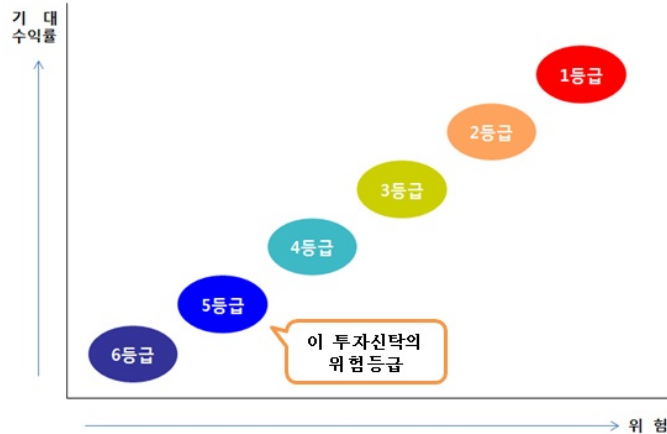 기 대
수익률
1등급
2등급
3등급
4등급
5등급
이 투자신탁의
위험등급
6등급
위 험